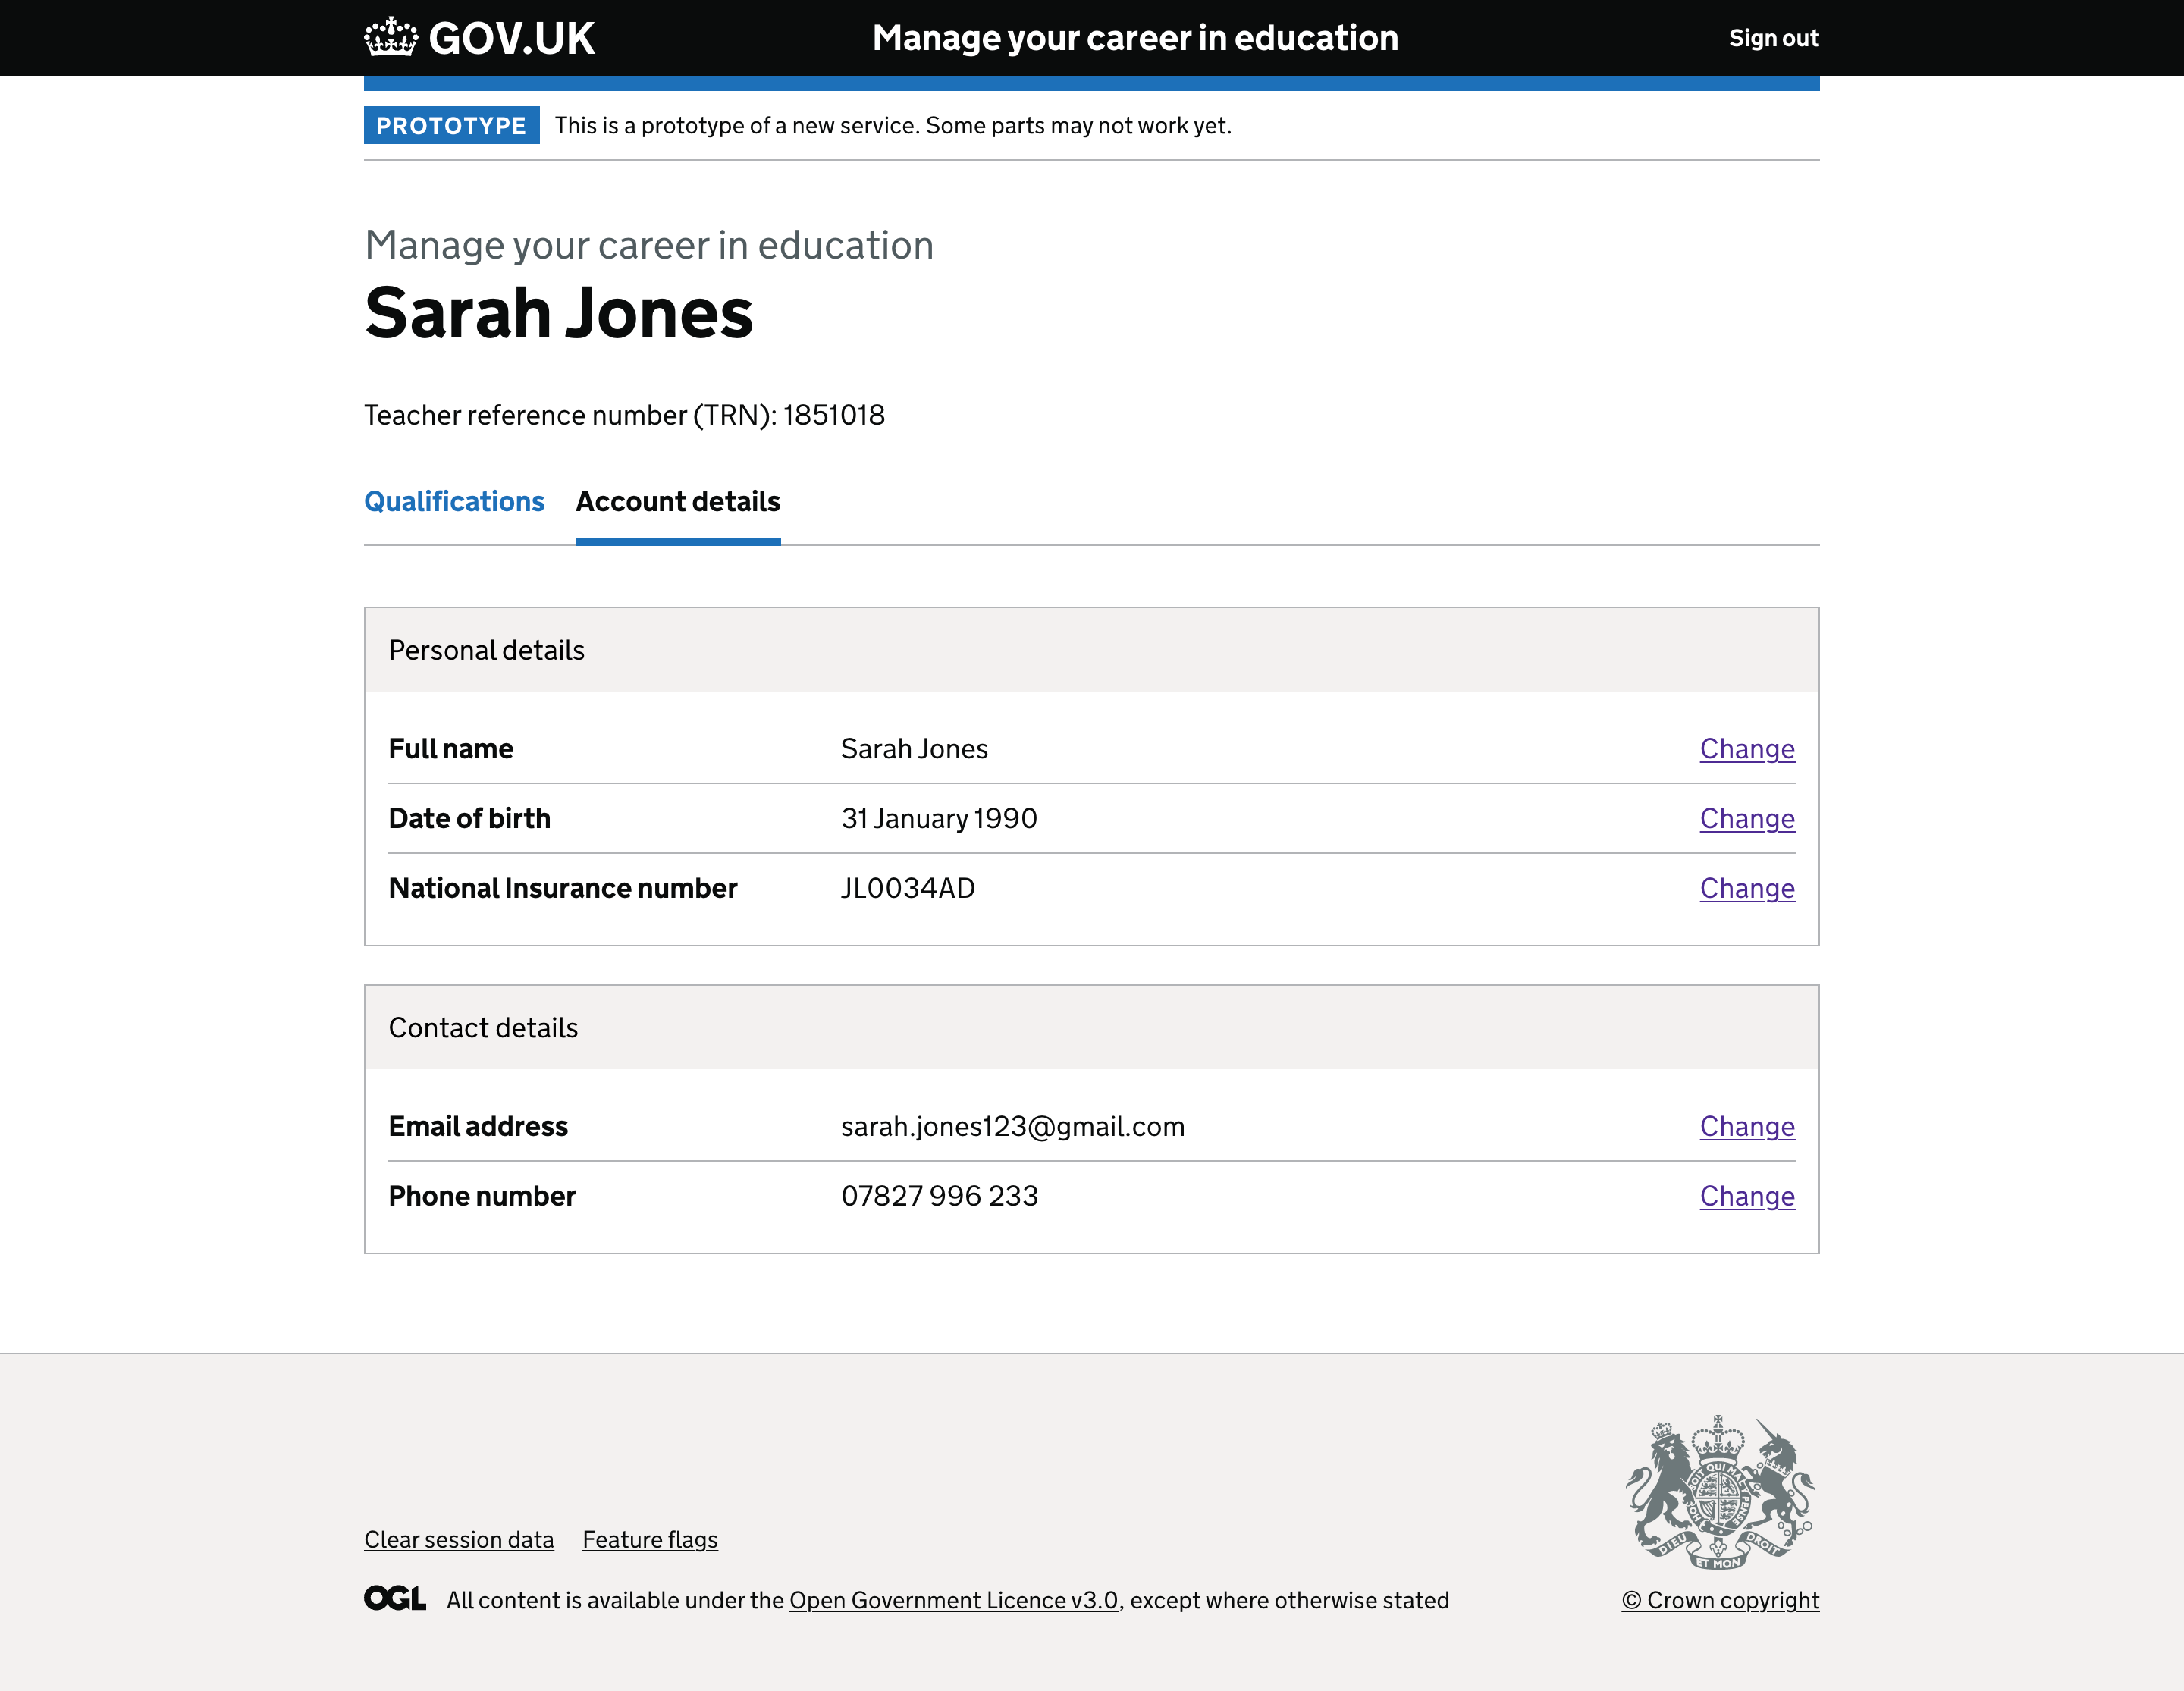 GOV.UK
Manage your career in education
Sign out
PROTOTYPE
This is a prototype of a new service. Some parts may not work yet.
Manage your career in education
Sarah Jones
Teacher reference number (TRN): 1851018
Qualifications
Account details
Personal details
Full name Sarah Jones Change
Date of birth 31 January 1990 Change
National Insurance number JL0034AD Change
Contact details
Email address sarah.jones123@gmail.com Change
Phone number 07827 996 233 Change
Clear session data
Feature flags
DIEU ET MON DROIT
OGL All content is available under the Open Government Licence v3.0, except where otherwise stated
© Crown copyright